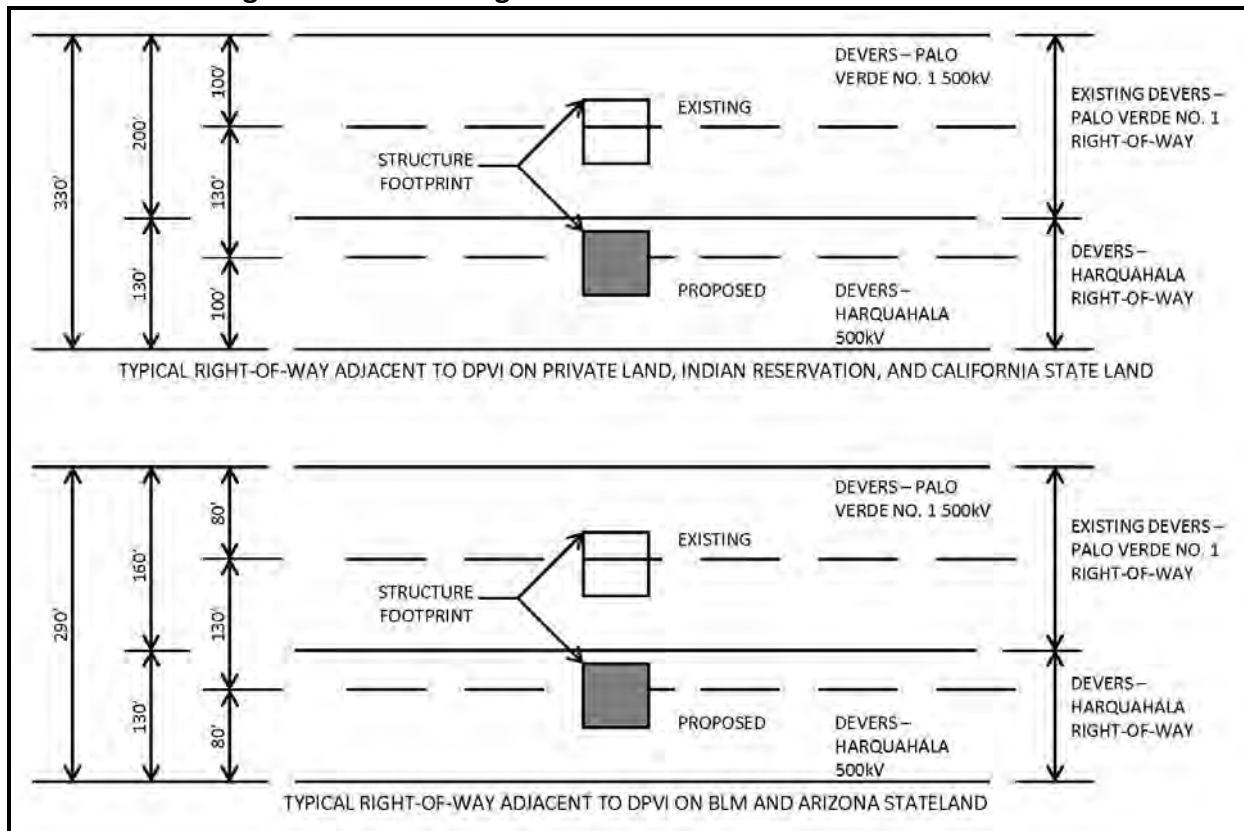 330'
200'
130'
100'
130'
100'
DEVERS – PALO
VERDE NO. 1 500kV
EXISTING
STRUCTURE
FOOTPRINT
PROPOSED
DEVERS –
HARQUAHALA
500kV
EXISTING DEVERS –
PALO VERDE NO. 1
RIGHT-OF-WAY
DEVERS –
HARQUAHALA
RIGHT-OF-WAY
TYPICAL RIGHT-OF-WAY ADJACENT TO DPVI ON PRIVATE LAND, INDIAN RESERVATION, AND CALIFORNIA STATE LAND
290'
160'
130'
80'
130'
80'
DEVERS – PALO
VERDE NO. 1 500kV
EXISTING
STRUCTURE
FOOTPRINT
PROPOSED
DEVERS –
HARQUAHALA
500kV
EXISTING DEVERS –
PALO VERDE NO. 1
RIGHT-OF-WAY
DEVERS –
HARQUAHALA
RIGHT-OF-WAY
TYPICAL RIGHT-OF-WAY ADJACENT TO DPVI ON BLM AND ARIZONA STATELAND